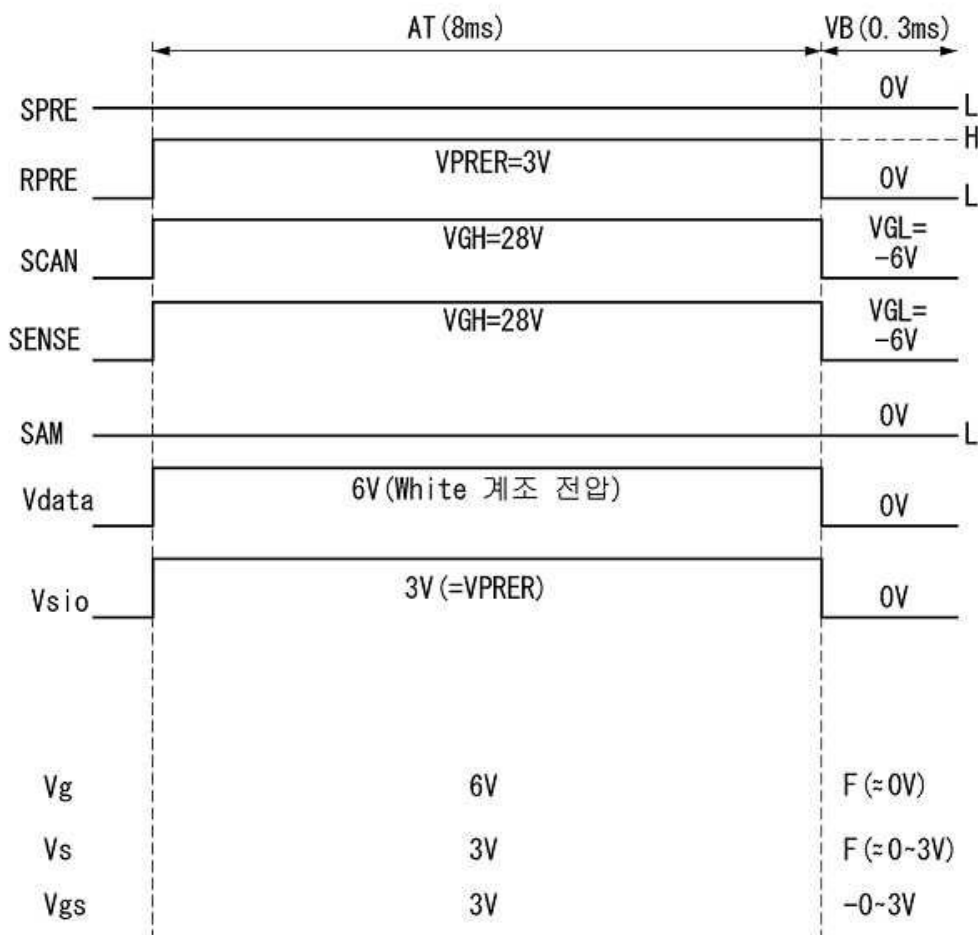 AT(8ms) VB(0.3ms)
SPRE 0V L
H
RPRE VPRER=3V 0V L
SCAN VGH=28V VGL=
-6V
SENSE VGH=28V VGL=
-6V
SAM 0V L
Vdata 6V(White 계조 전압) 0V
Vsio 3V(=VPRER) 0V
Vg 6V F(≈0V)
Vs 3V F(≈0~3V)
Vgs 3V -0~3V